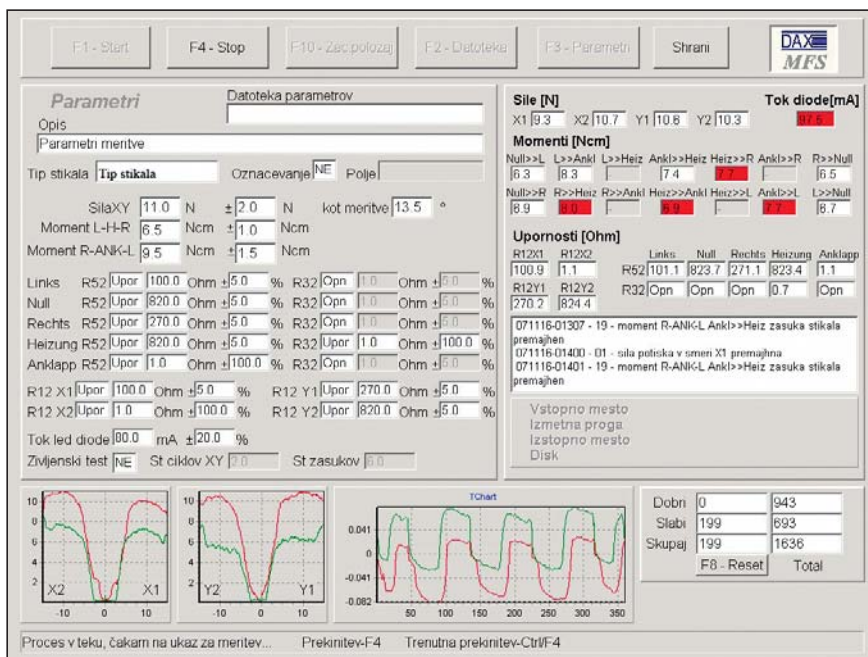 F1 - Start F4 - Stop F10 - Zac.polozaj F2 - Datoteka F3 - Parametri Shrani DAX MFS
Parametri Datoteka parametrov
Opis
Parametri meritve
Tip stikala Tip stikala Oznacevanje NE Polje
SilaXY 11.0 N ± 2.0 N kot meritve 13.5 °
Moment L-H-R 6.5 Ncm ± 1.0 Ncm
Moment R-ANK-L 9.5 Ncm ± 1.5 Ncm
Links R52 Upor 100.0 Ohm ± 5.0 % R32 Opn 1.0 Ohm ± 5.0 %
Null R52 Upor 820.0 Ohm ± 5.0 % R32 Opn 1.0 Ohm ± 5.0 %
Rechts R52 Upor 270.0 Ohm ± 5.0 % R32 Opn 1.0 Ohm ± 5.0 %
Heizung R52 Upor 820.0 Ohm ± 5.0 % R32 Upor 1.0 Ohm ± 100.0 %
Anklapp R52 Upor 1.0 Ohm ± 100.0 % R32 Opn 1.0 Ohm ± 5.0 %
R12 X1 Upor 100.0 Ohm ± 5.0 % R12 Y1 Upor 270.0 Ohm ± 5.0 %
R12 X2 Upor 1.0 Ohm ± 100.0 % R12 Y2 Upor 820.0 Ohm ± 5.0 %
Tok led diode 80.0 mA ± 20.0 %
Zivljenski test NE St ciklov XY 2.0 St zasukov 6.0
Sile [N] Tok diode[mA]
X1 9.3 X2 10.7 Y1 10.6 Y2 10.3 97.5
Momenti [Ncm]
Null>>L L>>Ankl L>>Heiz Ankl>>Heiz Heiz>>R Ankl>>R R>>Null
6.3 8.3 - 7.4 7.7 - 6.5
Null>>R R>>Heiz R>>Ankl Heiz>>Ankl Heiz>>L Ankl>>L L>>Null
6.9 8.0 - 6.9 - 7.7 6.7
Upornosti [Ohm]
R12X1 R12X2 Links Null Rechts Heizung Anklapp
100.9 1.1 R52 101.1 823.7 271.1 823.4 1.1
R12Y1 R12Y2 R32 Opn Opn Opn 0.7 Opn
270.2 824.4
071116-01307 - 19 - moment R-ANK-L Ankl>>Heiz zasuka stikala
premajhen
071116-01400 - 01 - sila potiska v smeri X1 premajhna
071116-01401 - 19 - moment R-ANK-L Ankl>>Heiz zasuka stikala
premajhen
Vstopno mesto
Izmetna proga
Izstopno mesto
Disk
10
8
6
4
2
X2 X1
-10 0 10
10
8
6
4
2
Y2 Y1
-10 0 10
TChart
0.041
0
-0.041
-0.082
50 100 150 200 250 300 350
Dobri 0 943
Slabi 199 693
Skupaj 199 1636
F8 - Reset Total
Proces v teku, čakam na ukaz za meritev... Prekinitev-F4 Trenutna prekinitev-Ctrl/F4